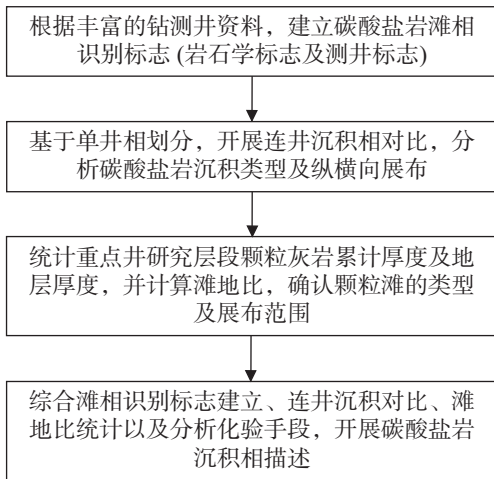 根据丰富的钻测井资料，建立碳酸盐岩滩相
识别标志 (岩石学标志及测井标志)
基于单井相划分，开展连井沉积相对比，分
析碳酸盐岩沉积类型及纵横向展布
统计重点井研究层段颗粒灰岩累计厚度及地
层厚度，并计算滩地比，确认颗粒滩的类型
及展布范围
综合滩相识别标志建立、连井沉积对比、滩
地比统计以及分析化验手段，开展碳酸盐岩
沉积相描述